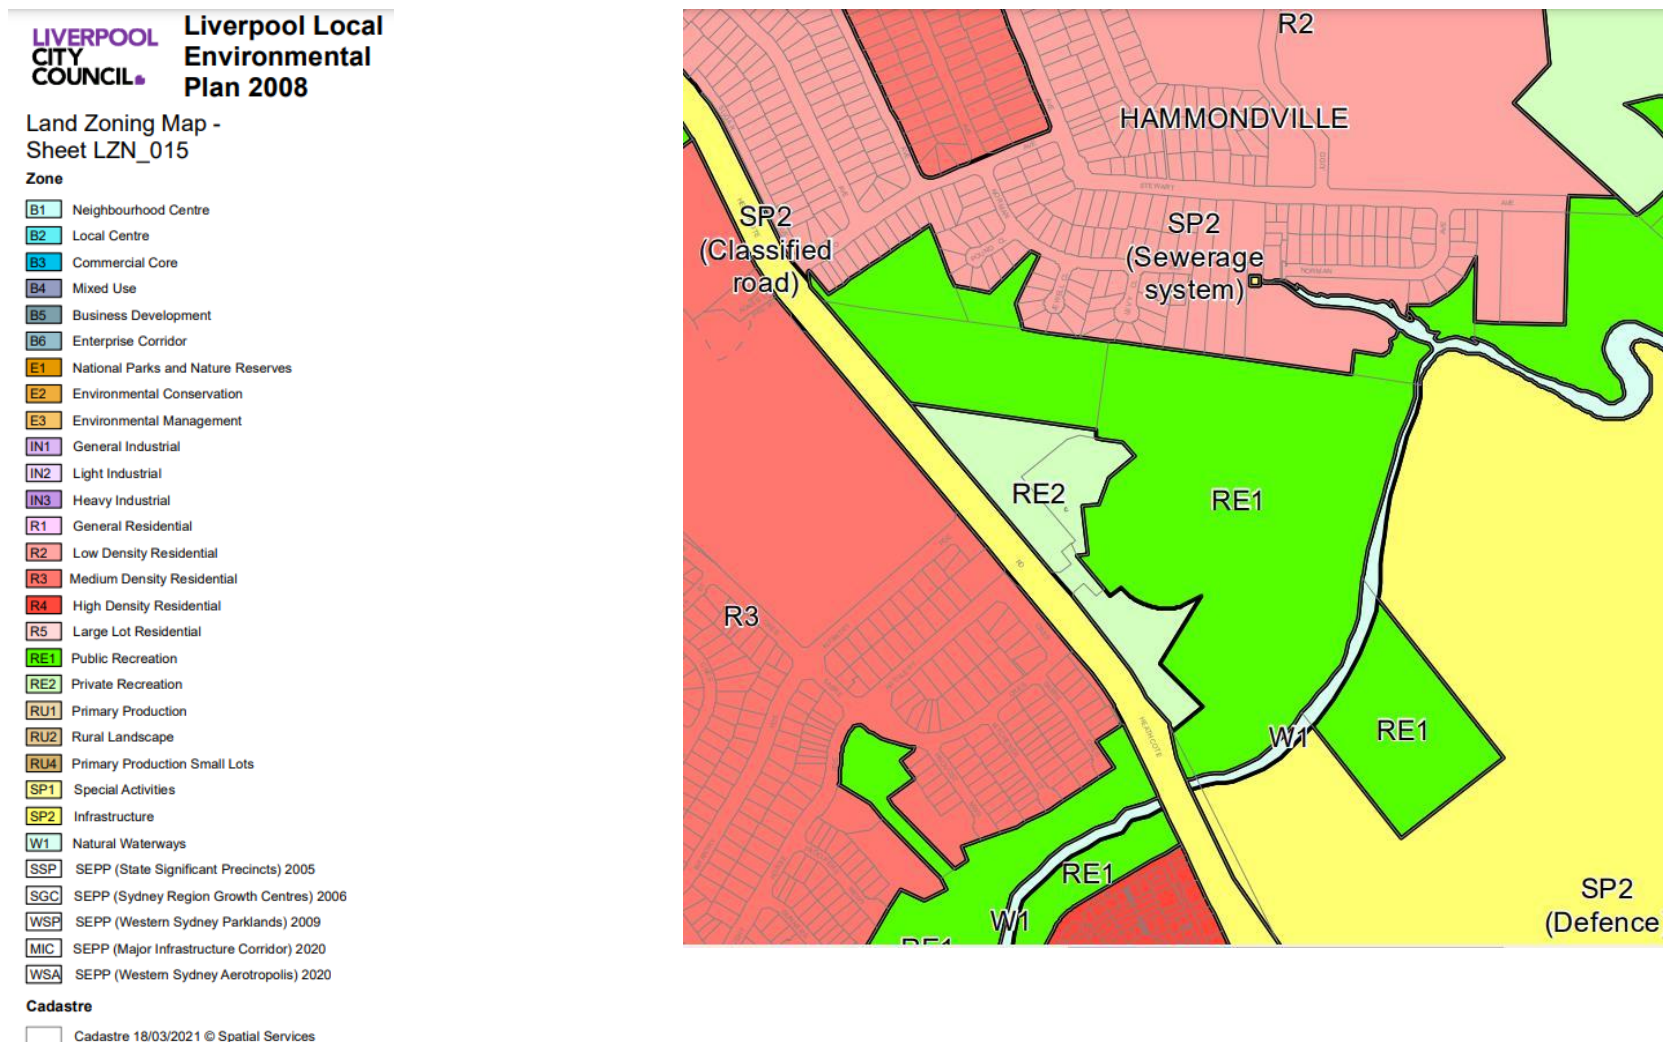 LIVERPOOL
CITY
COUNCIL
Liverpool Local
Environmental
Plan 2008
Land Zoning Map -
Sheet LZN_015
Zone
B1 Neighbourhood Centre
B2 Local Centre
B3 Commercial Core
B4 Mixed Use
B5 Business Development
B6 Enterprise Corridor
E1 National Parks and Nature Reserves
E2 Environmental Conservation
E3 Environmental Management
IN1 General Industrial
IN2 Light Industrial
IN3 Heavy Industrial
R1 General Residential
R2 Low Density Residential
R3 Medium Density Residential
R4 High Density Residential
R5 Large Lot Residential
RE1 Public Recreation
RE2 Private Recreation
RU1 Primary Production
RU2 Rural Landscape
RU4 Primary Production Small Lots
SP1 Special Activities
SP2 Infrastructure
W1 Natural Waterways
SSP SEPP (State Significant Precincts) 2005
SGC SEPP (Sydney Region Growth Centres) 2006
WSP SEPP (Western Sydney Parklands) 2009
MIC SEPP (Major Infrastructure Corridor) 2020
WSA SEPP (Western Sydney Aerotropolis) 2020
Cadastre
Cadastre 18/03/2021 © Spatial Services
R2
HAMMONDVILLE
STEWART
AVE
SP2
(Classified
road)
SP2
(Sewerage
system)
NORMAN
RE2
RE1
RD
R3
HEATHCOTE
W1
RE1
RE1
W1
RE1
SP2
(Defence